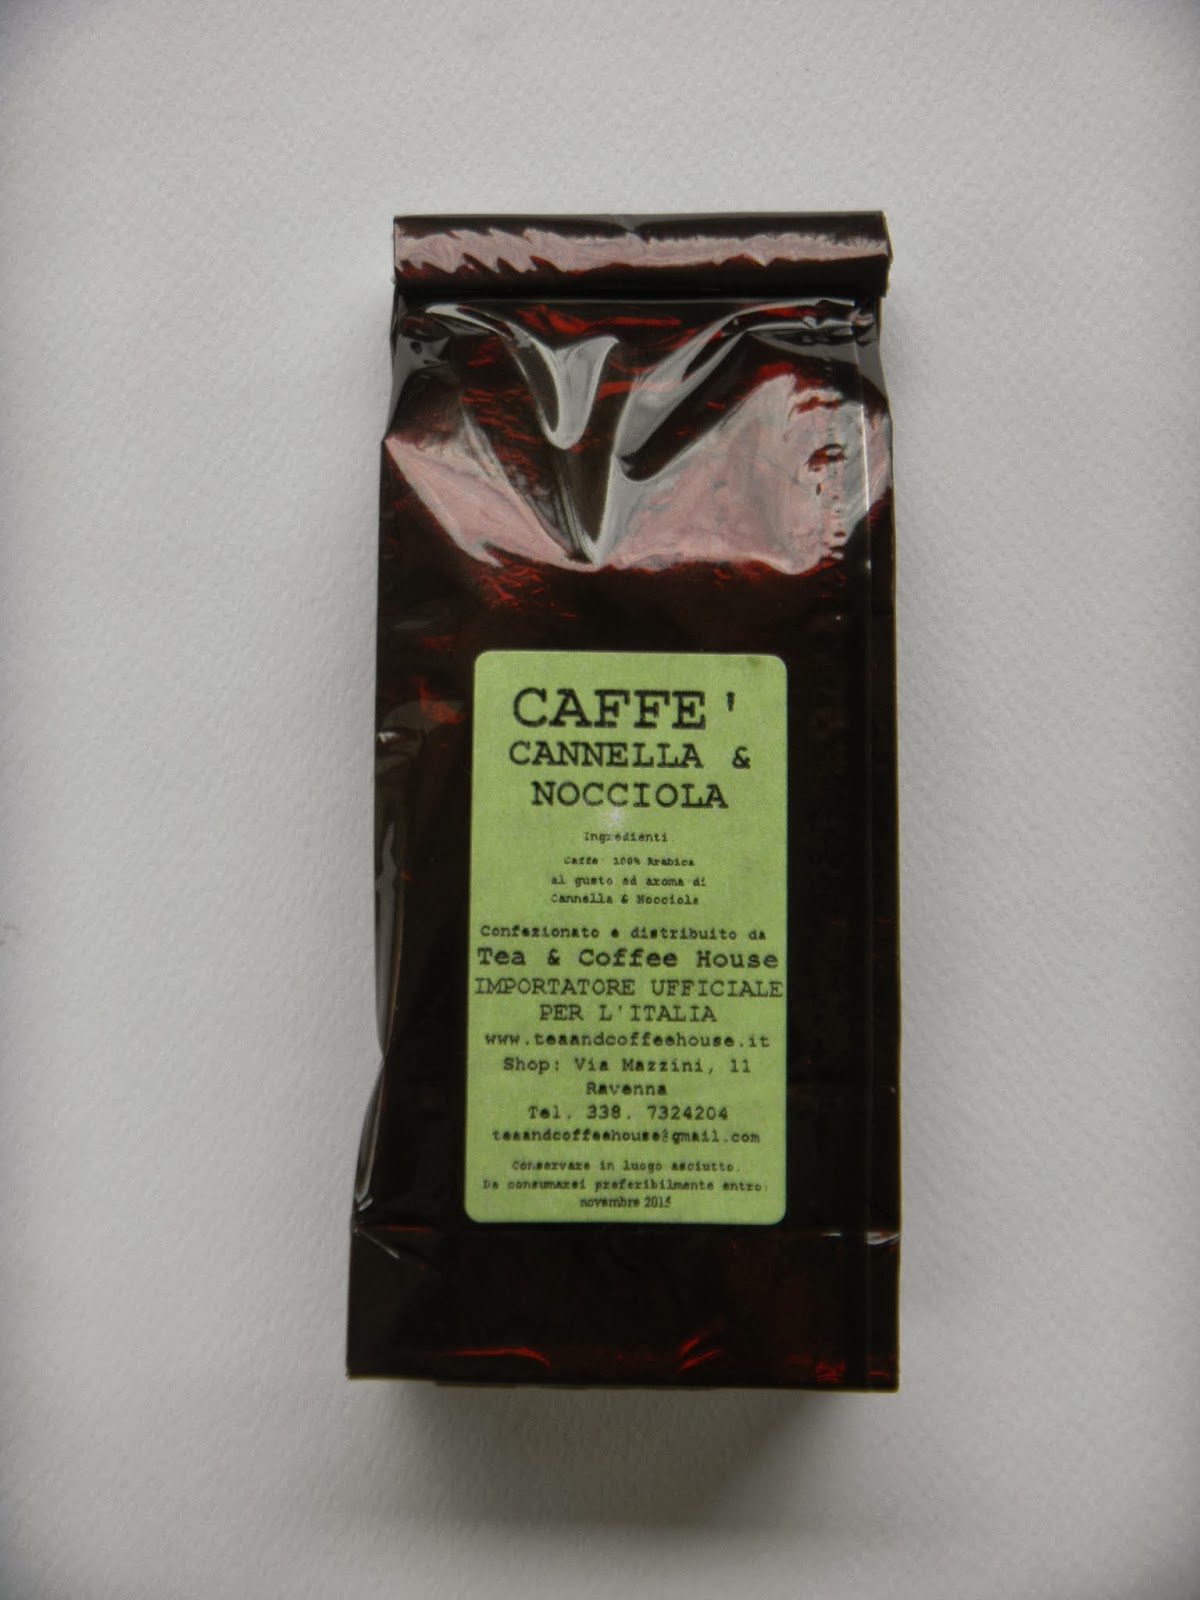 CAFFE'
CANNELLA &
NOCCIOLA
Ingredienti
Caffe' 100% Arabica
al gusto ed aroma di
Cannella & Nocciola
Confezionato e distribuito da
Tea & Coffee House
IMPORTATORE UFFICIALE
PER L'ITALIA
www.teaandcoffeehouse.it
Shop: Via Mazzini, 11
Ravenna
Tel. 338. 7324204
teaandcoffeehouse@gmail.com
Conservare in luogo asciutto.
Da consumarsi preferibilmente entro:
novembre 2015